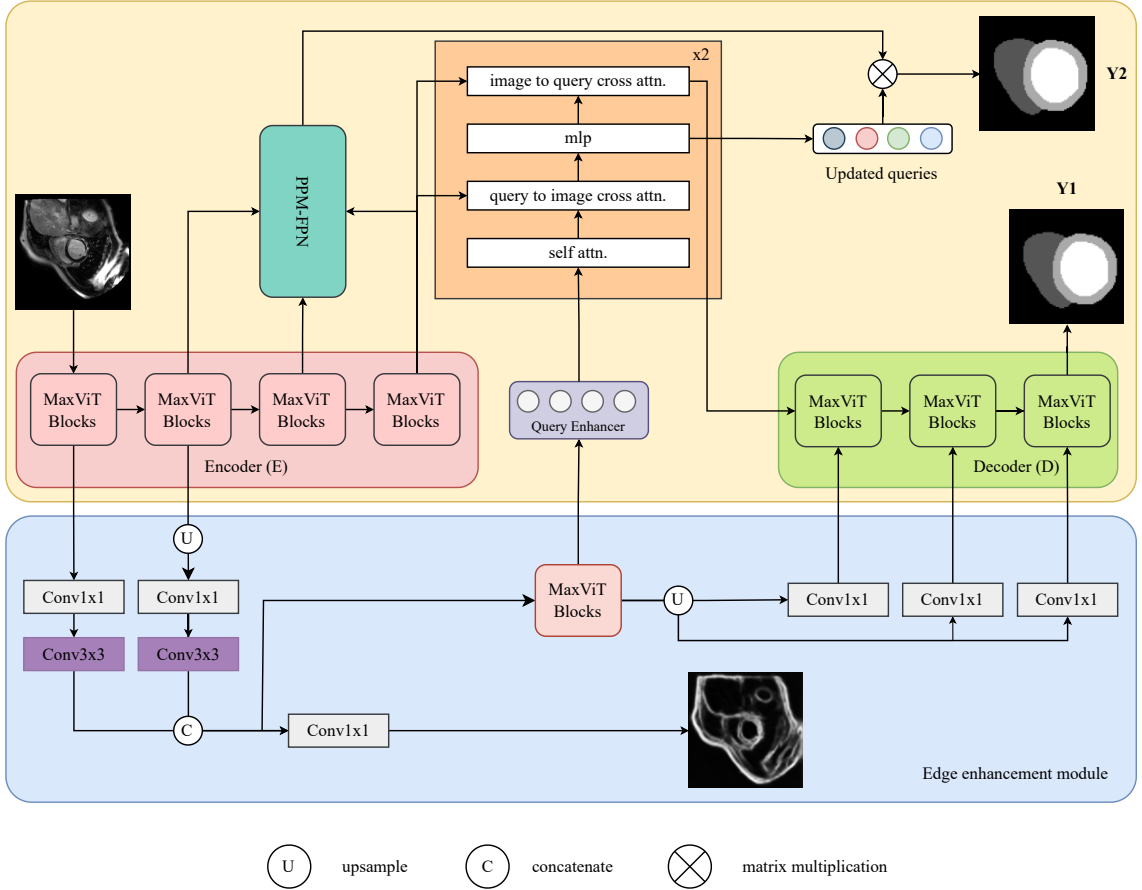 x2
image to query cross attn.
mlp
query to image cross attn.
self attn.
PPM-FPN
Updated queries
Y2
Y1
MaxViT
Blocks
MaxViT
Blocks
MaxViT
Blocks
MaxViT
Blocks
Encoder (E)
Query Enhancer
MaxViT
Blocks
MaxViT
Blocks
MaxViT
Blocks
Decoder (D)
U
Conv1x1
Conv1x1
Conv3x3
Conv3x3
C
Conv1x1
MaxViT
Blocks
U
Conv1x1
Conv1x1
Conv1x1
Edge enhancement module
U
upsample
C
concatenate
matrix multiplication